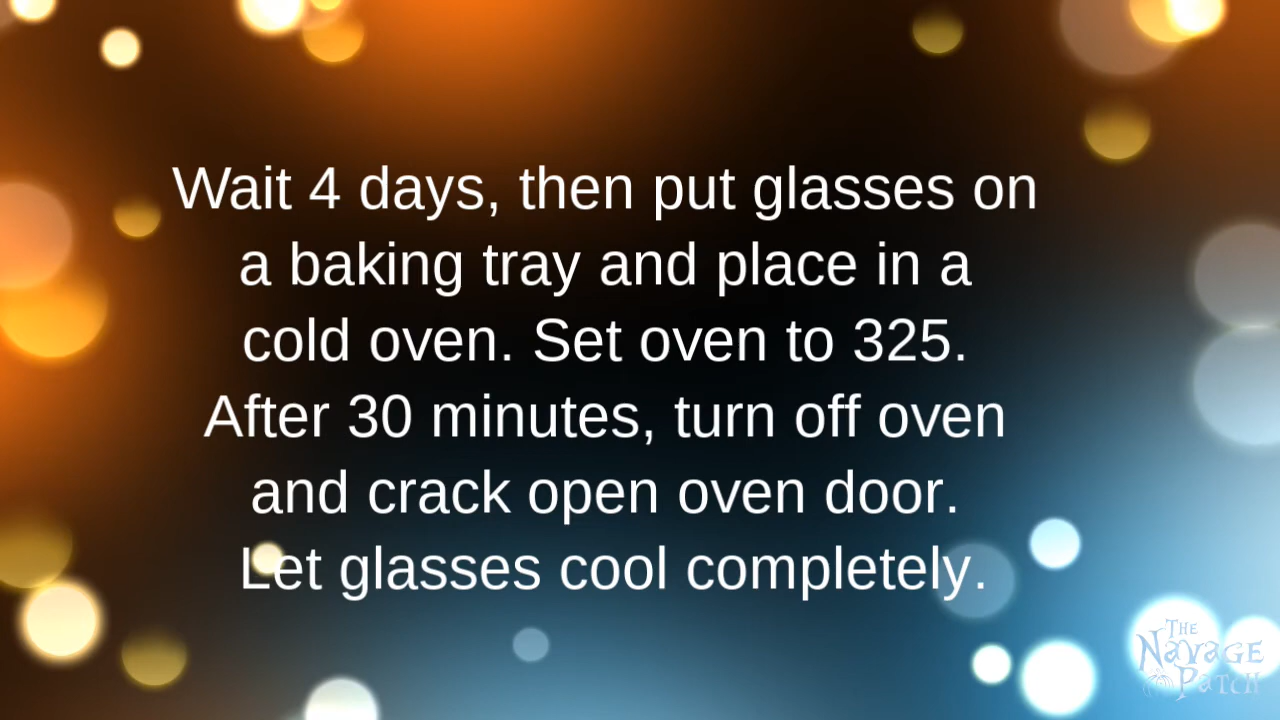 Wait 4 days, then put glasses on
a baking tray and place in a
cold oven. Set oven to 325.
After 30 minutes, turn off oven
and crack open oven door.
Let glasses cool completely.
THE
NavaGE
PaTCH